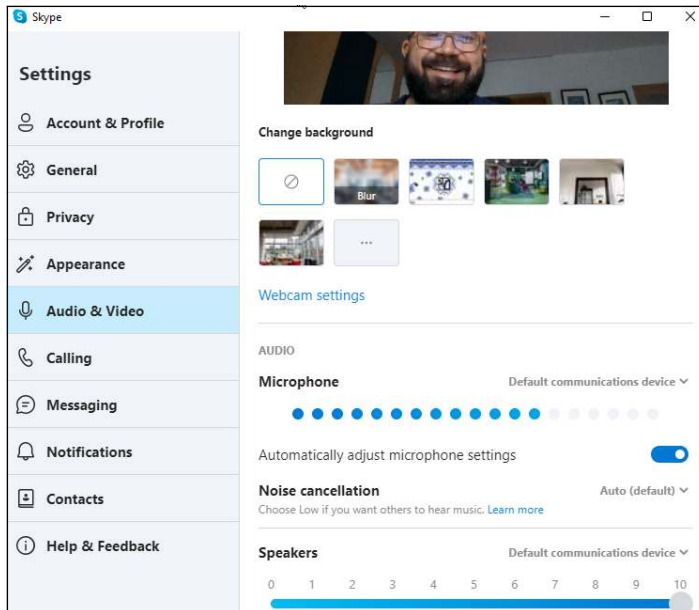 Skype
Settings
Account & Profile
General
Privacy
Appearance
Audio & Video
Calling
Messaging
Notifications
Contacts
Help & Feedback
Change background
Blur
Webcam settings
AUDIO
Microphone Default communications device
Automatically adjust microphone settings
Noise cancellation Auto (default)
Choose Low if you want others to hear music. Learn more
Speakers Default communications device
0 1 2 3 4 5 6 7 8 9 10